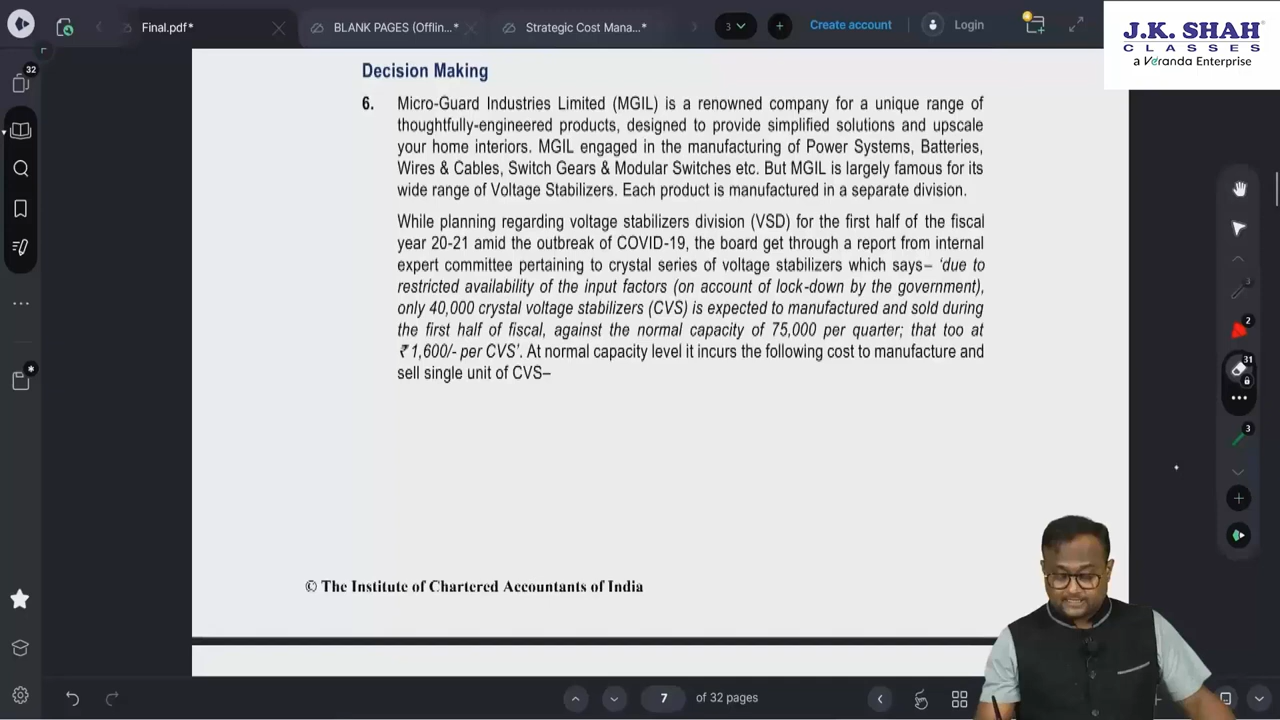 Final.pdf*
BLANK PAGES (Offlin...*
Strategic Cost Mana...*
3
Create account
Login
J.K. SHAH
CLASSES
a Veranda Enterprise
32
Decision Making
6. Micro-Guard Industries Limited (MGIL) is a renowned company for a unique range of
thoughtfully-engineered products, designed to provide simplified solutions and upscale
your home interiors. MGIL engaged in the manufacturing of Power Systems, Batteries,
Wires & Cables, Switch Gears & Modular Switches etc. But MGIL is largely famous for its
wide range of Voltage Stabilizers. Each product is manufactured in a separate division.
While planning regarding voltage stabilizers division (VSD) for the first half of the fiscal
year 20-21 amid the outbreak of COVID-19, the board get through a report from internal
expert committee pertaining to crystal series of voltage stabilizers which says– 'due to
restricted availability of the input factors (on account of lock-down by the government),
only 40,000 crystal voltage stabilizers (CVS) is expected to manufactured and sold during
the first half of fiscal, against the normal capacity of 75,000 per quarter; that too at
₹1,600/- per CVS'. At normal capacity level it incurs the following cost to manufacture and
sell single unit of CVS–
© The Institute of Chartered Accountants of India
3
2
31
3
7 of 32 pages